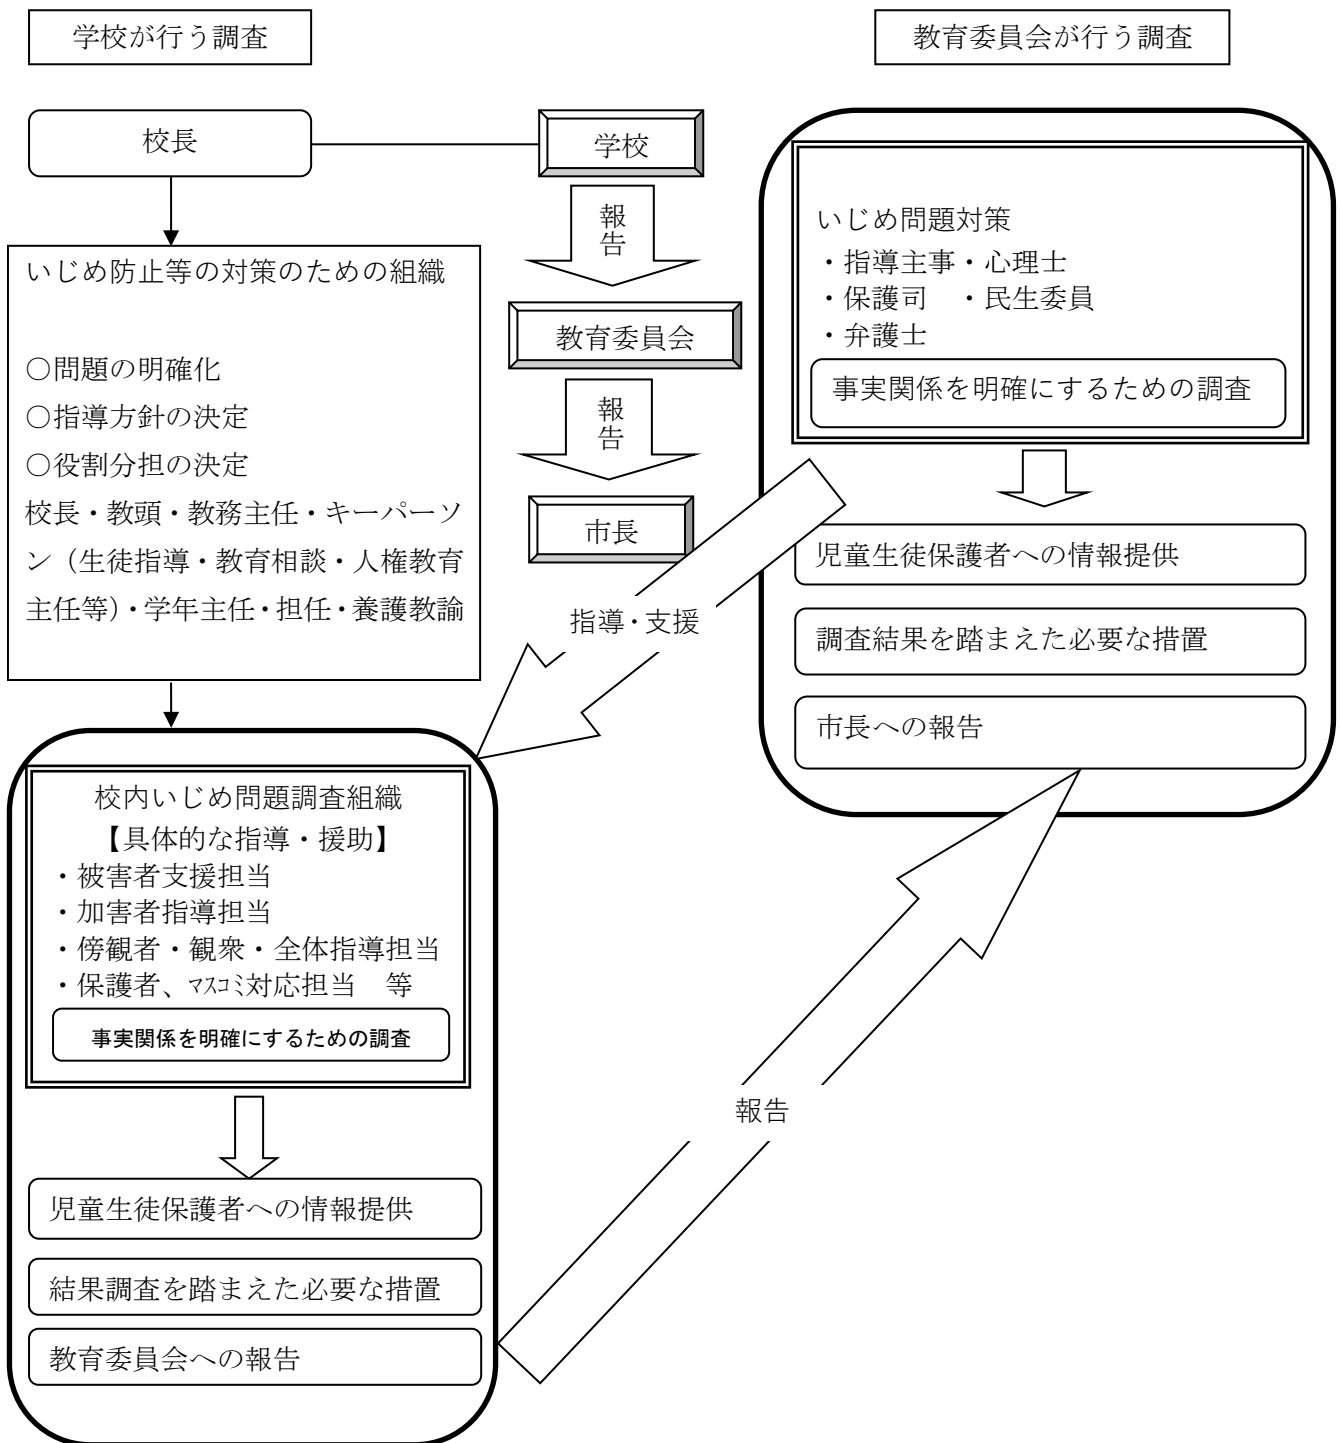 学校が行う調査
教育委員会が行う調査
校長
学校
報告
教育委員会
報告
市長
いじめ防止等の対策のための組織
○問題の明確化
○指導方針の決定
○役割分担の決定
校長・教頭・教務主任・キーパーソ
ン（生徒指導・教育相談・人権教育
主任等）・学年主任・担任・養護教諭
いじめ問題対策
・指導主事・心理士
・保護司　・民生委員
・弁護士
事実関係を明確にするための調査
児童生徒保護者への情報提供
調査結果を踏まえた必要な措置
市長への報告
指導・支援
校内いじめ問題調査組織
【具体的な指導・援助】
・被害者支援担当
・加害者指導担当
・傍観者・観衆・全体指導担当
・保護者、ﾏｽｺﾐ対応担当　等
事実関係を明確にするための調査
児童生徒保護者への情報提供
結果調査を踏まえた必要な措置
教育委員会への報告
報告